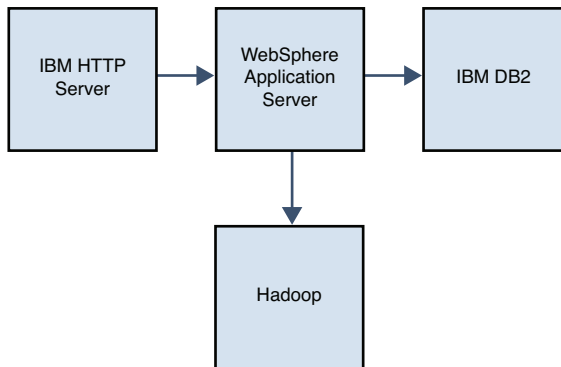 IBM HTTP
Server
WebSphere
Application
Server
IBM DB2
Hadoop